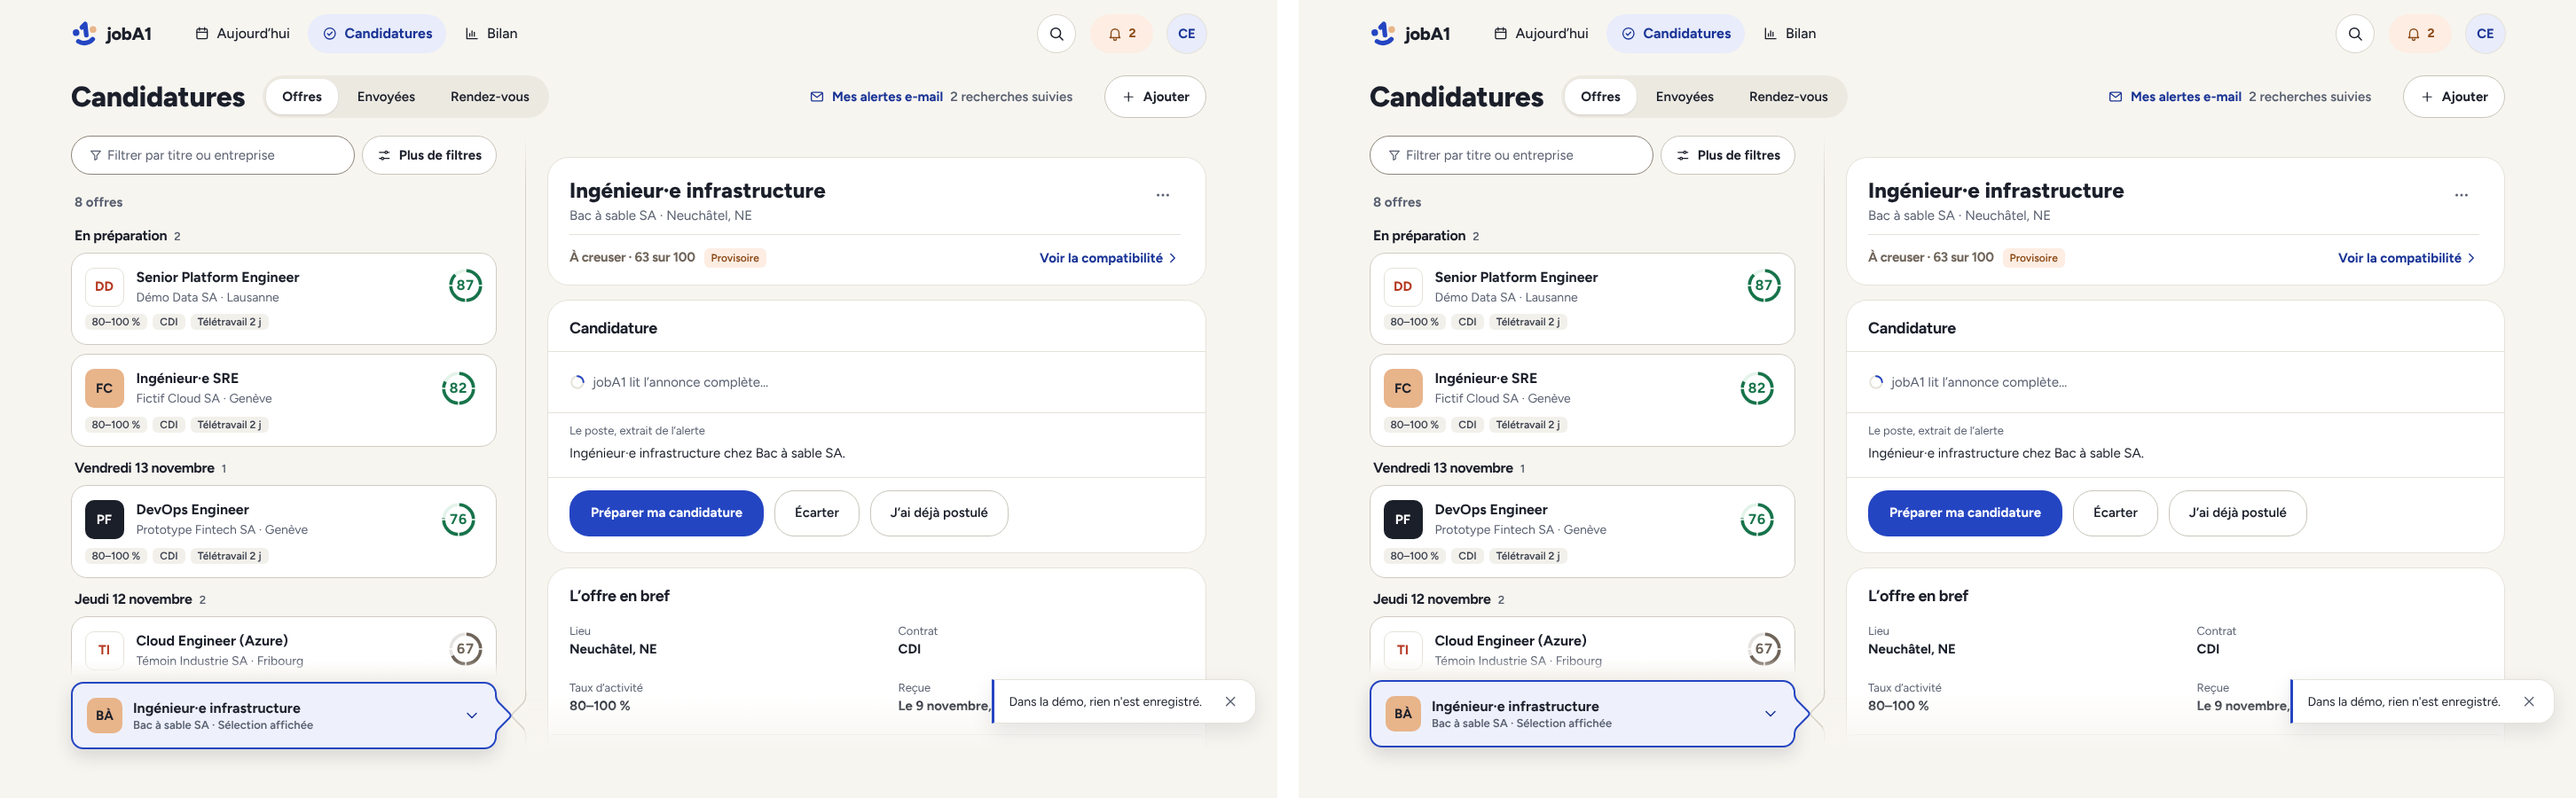 jobA1
Aujourd'hui
Candidatures
Bilan
2
CE
Candidatures
Offres
Envoyées
Rendez-vous
Mes alertes e-mail 2 recherches suivies
Ajouter
Filtrer par titre ou entreprise
Plus de filtres
8 offres
En préparation 2
DD
Senior Platform Engineer
Démo Data SA · Lausanne
87
80–100 % CDI Télétravail 2 j
FC
Ingénieur·e SRE
Fictif Cloud SA · Genève
82
80–100 % CDI Télétravail 2 j
Vendredi 13 novembre 1
PF
DevOps Engineer
Prototype Fintech SA · Genève
76
80–100 % CDI Télétravail 2 j
Jeudi 12 novembre 2
TI
Cloud Engineer (Azure)
Témoin Industrie SA · Fribourg
67
BÀ
Ingénieur·e infrastructure
Bac à sable SA · Sélection affichée
Ingénieur·e infrastructure
Bac à sable SA · Neuchâtel, NE
À creuser · 63 sur 100 Provisoire
Voir la compatibilité
Candidature
jobA1 lit l'annonce complète…
Le poste, extrait de l'alerte
Ingénieur·e infrastructure chez Bac à sable SA.
Préparer ma candidature
Écarter
J'ai déjà postulé
L'offre en bref
Lieu
Neuchâtel, NE
Contrat
CDI
Taux d'activité
80–100 %
Reçue
Le 9 novembre,
Dans la démo, rien n'est enregistré.
jobA1
Aujourd'hui
Candidatures
Bilan
2
CE
Candidatures
Offres
Envoyées
Rendez-vous
Mes alertes e-mail 2 recherches suivies
Ajouter
Filtrer par titre ou entreprise
Plus de filtres
8 offres
En préparation 2
DD
Senior Platform Engineer
Démo Data SA · Lausanne
87
80–100 % CDI Télétravail 2 j
FC
Ingénieur·e SRE
Fictif Cloud SA · Genève
82
80–100 % CDI Télétravail 2 j
Vendredi 13 novembre 1
PF
DevOps Engineer
Prototype Fintech SA · Genève
76
80–100 % CDI Télétravail 2 j
Jeudi 12 novembre 2
TI
Cloud Engineer (Azure)
Témoin Industrie SA · Fribourg
67
BÀ
Ingénieur·e infrastructure
Bac à sable SA · Sélection affichée
Ingénieur·e infrastructure
Bac à sable SA · Neuchâtel, NE
À creuser · 63 sur 100 Provisoire
Voir la compatibilité
Candidature
jobA1 lit l'annonce complète…
Le poste, extrait de l'alerte
Ingénieur·e infrastructure chez Bac à sable SA.
Préparer ma candidature
Écarter
J'ai déjà postulé
L'offre en bref
Lieu
Neuchâtel, NE
Contrat
CDI
Taux d'activité
80–100 %
Reçue
Le 9 novembre,
Dans la démo, rien n'est enregistré.